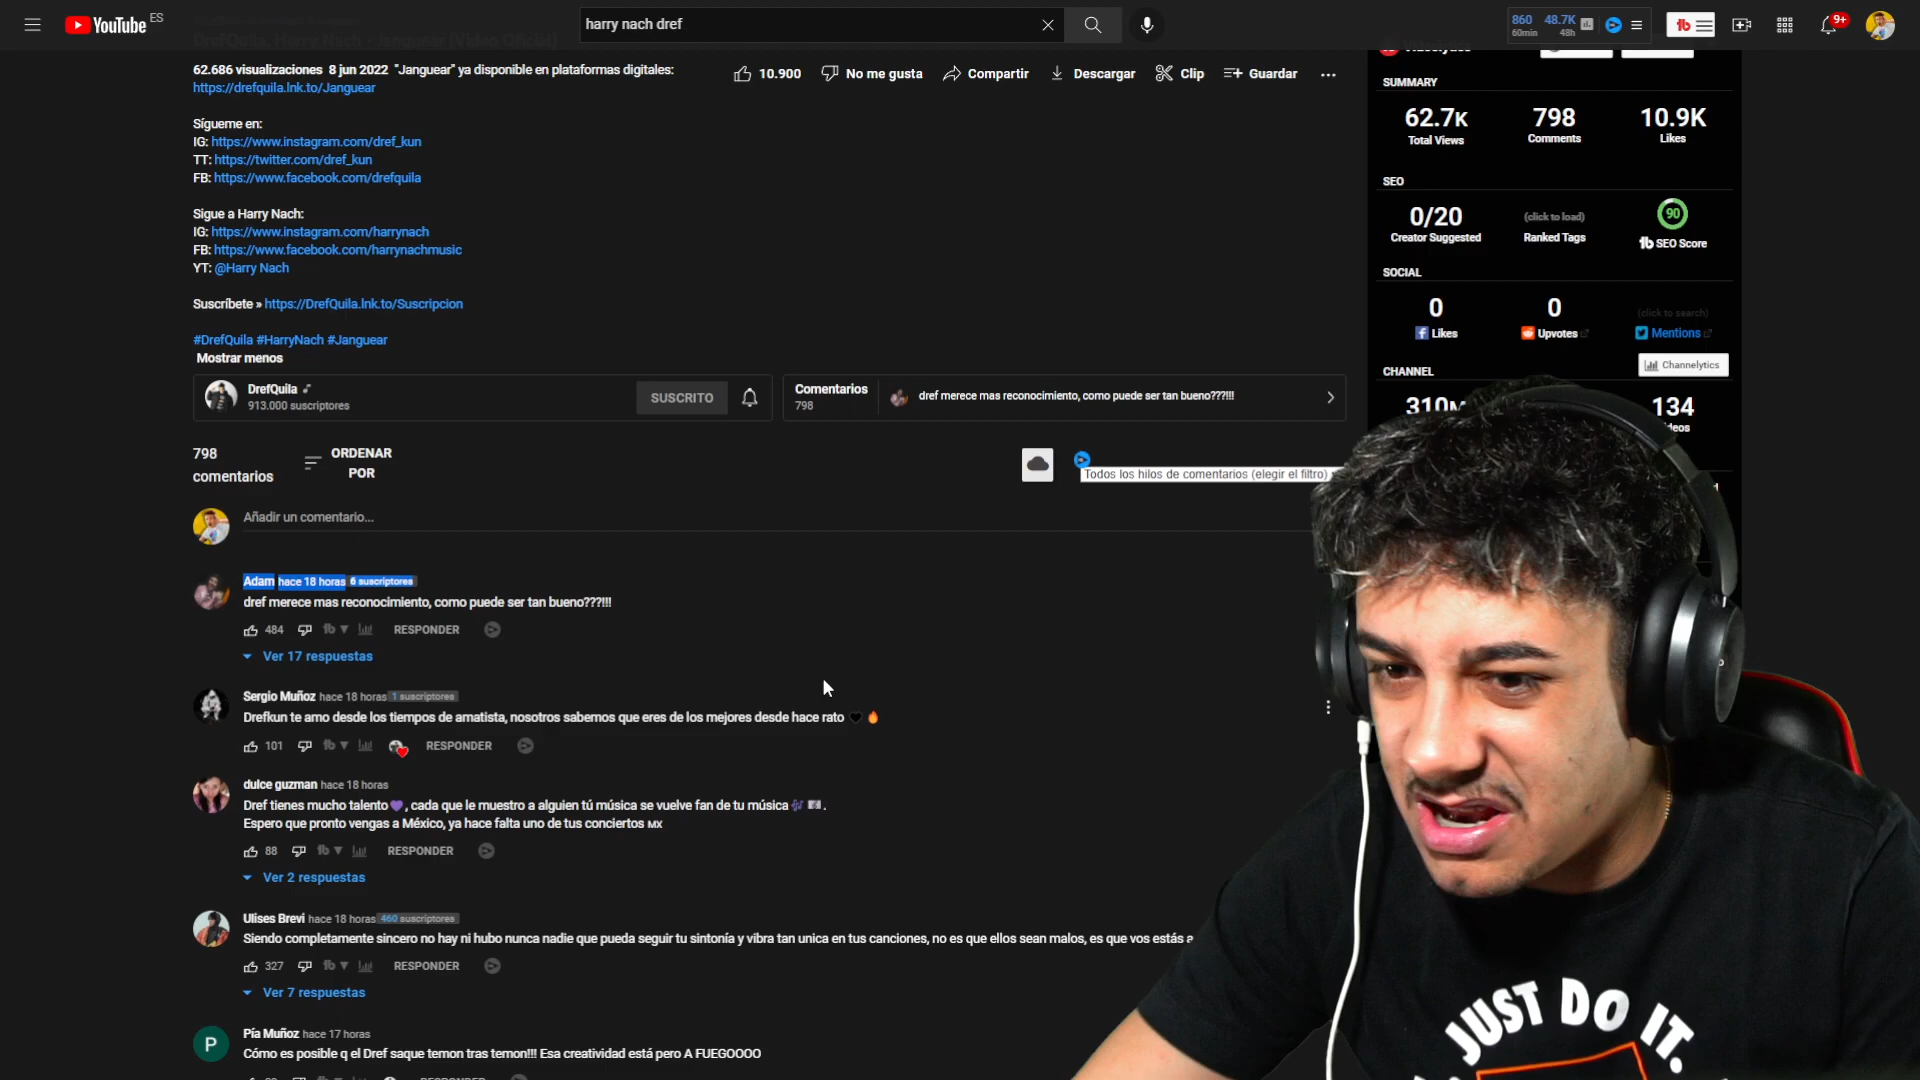 YouTube ES
harry nach dref
860 48.7K
60min 48h
9+
62.686 visualizaciones 8 jun 2022 "Janguear" ya disponible en plataformas digitales:
https://drefquila.lnk.to/Janguear
10.900 No me gusta Compartir Descargar Clip Guardar
Sígueme en:
IG: https://www.instagram.com/dref_kun
TT: https://twitter.com/dref_kun
FB: https://www.facebook.com/drefquila
Sigue a Harry Nach:
IG: https://www.instagram.com/harrynach
FB: https://www.facebook.com/harrynachmusic
YT: @Harry Nach
Suscríbete » https://DrefQuila.lnk.to/Suscripcion
#DrefQuila #HarryNach #Janguear
Mostrar menos
DrefQuila
913.000 suscriptores
SUSCRITO
Comentarios
798
dref merece mas reconocimiento, como puede ser tan bueno???!!!
798
comentarios
ORDENAR
POR
Todos los hilos de comentarios (elegir el filtro)
Añadir un comentario...
Adam hace 18 horas 6 suscriptores
dref merece mas reconocimiento, como puede ser tan bueno???!!!
484 RESPONDER
Ver 17 respuestas
Sergio Muñoz hace 18 horas 1 suscriptores
Drefkun te amo desde los tiempos de amatista, nosotros sabemos que eres de los mejores desde hace rato 🖤 🔥
101 RESPONDER
dulce guzman hace 18 horas
Dref tienes mucho talento💜, cada que le muestro a alguien tú música se vuelve fan de tu música🎶 .
Espero que pronto vengas a México, ya hace falta uno de tus conciertos MX
88 RESPONDER
Ver 2 respuestas
Ulises Brevi hace 18 horas 460 suscriptores
Siendo completamente sincero no hay ni hubo nunca nadie que pueda seguir tu sintonía y vibra tan unica en tus canciones, no es que ellos sean malos, es que vos estás a
327 RESPONDER
Ver 7 respuestas
P
Pía Muñoz hace 17 horas
Cómo es posible q el Dref saque temon tras temon!!! Esa creatividad está pero A FUEGOOOO
RESPONDER
SUMMARY
62.7K 798 10.9K
Total Views Comments Likes
SEO
0/20 (click to load) 90
Creator Suggested Ranked Tags tb SEO Score
SOCIAL
0 0 (click to search)
Likes Upvotes Mentions
CHANNEL Channelytics
310M 134
JUST DO IT.